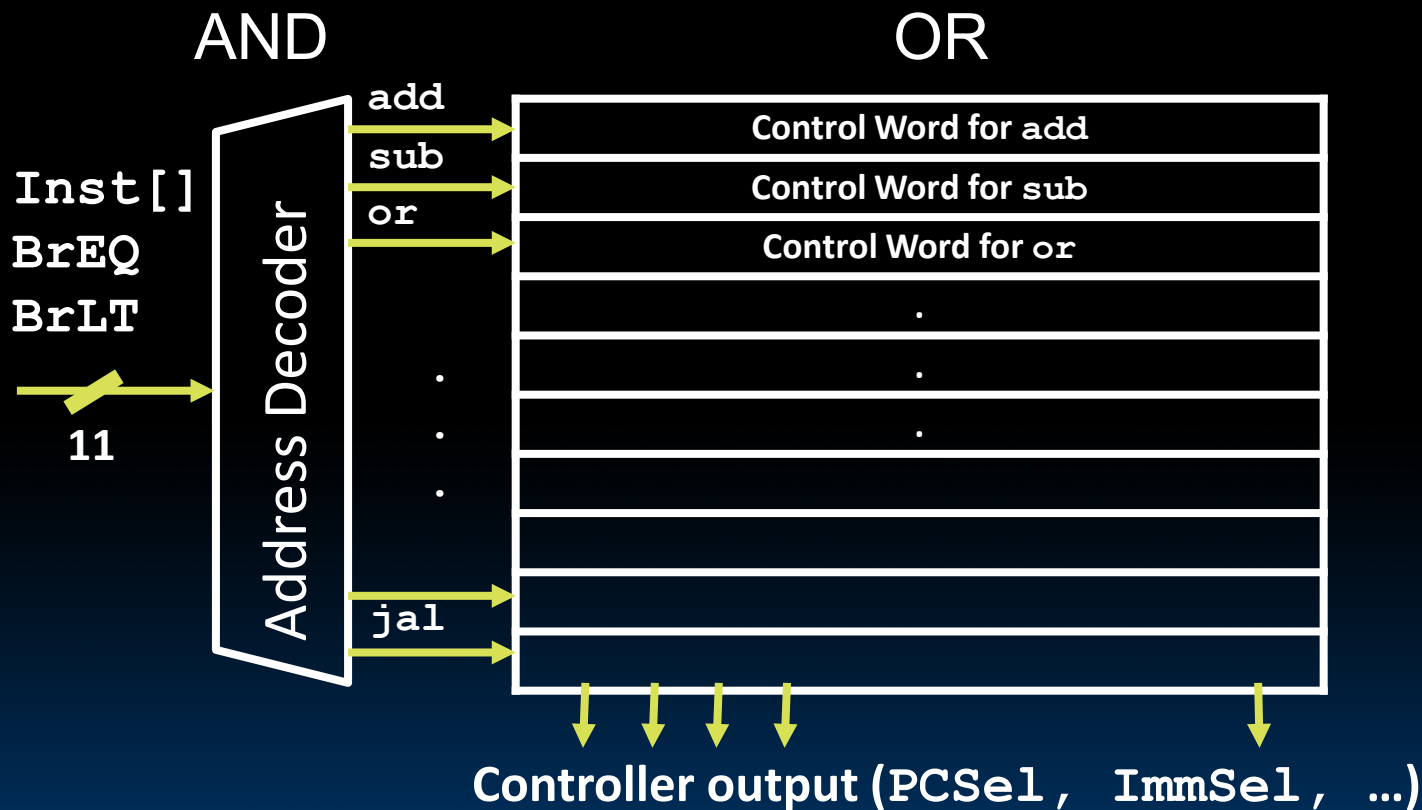 AND
OR
Inst[]
BrEQ
BrLT
11
Address Decoder
add
sub
or
.
.
.
jal
Control Word for add
Control Word for sub
Control Word for or
.
.
.
Controller output (PCSel, ImmSel, …)